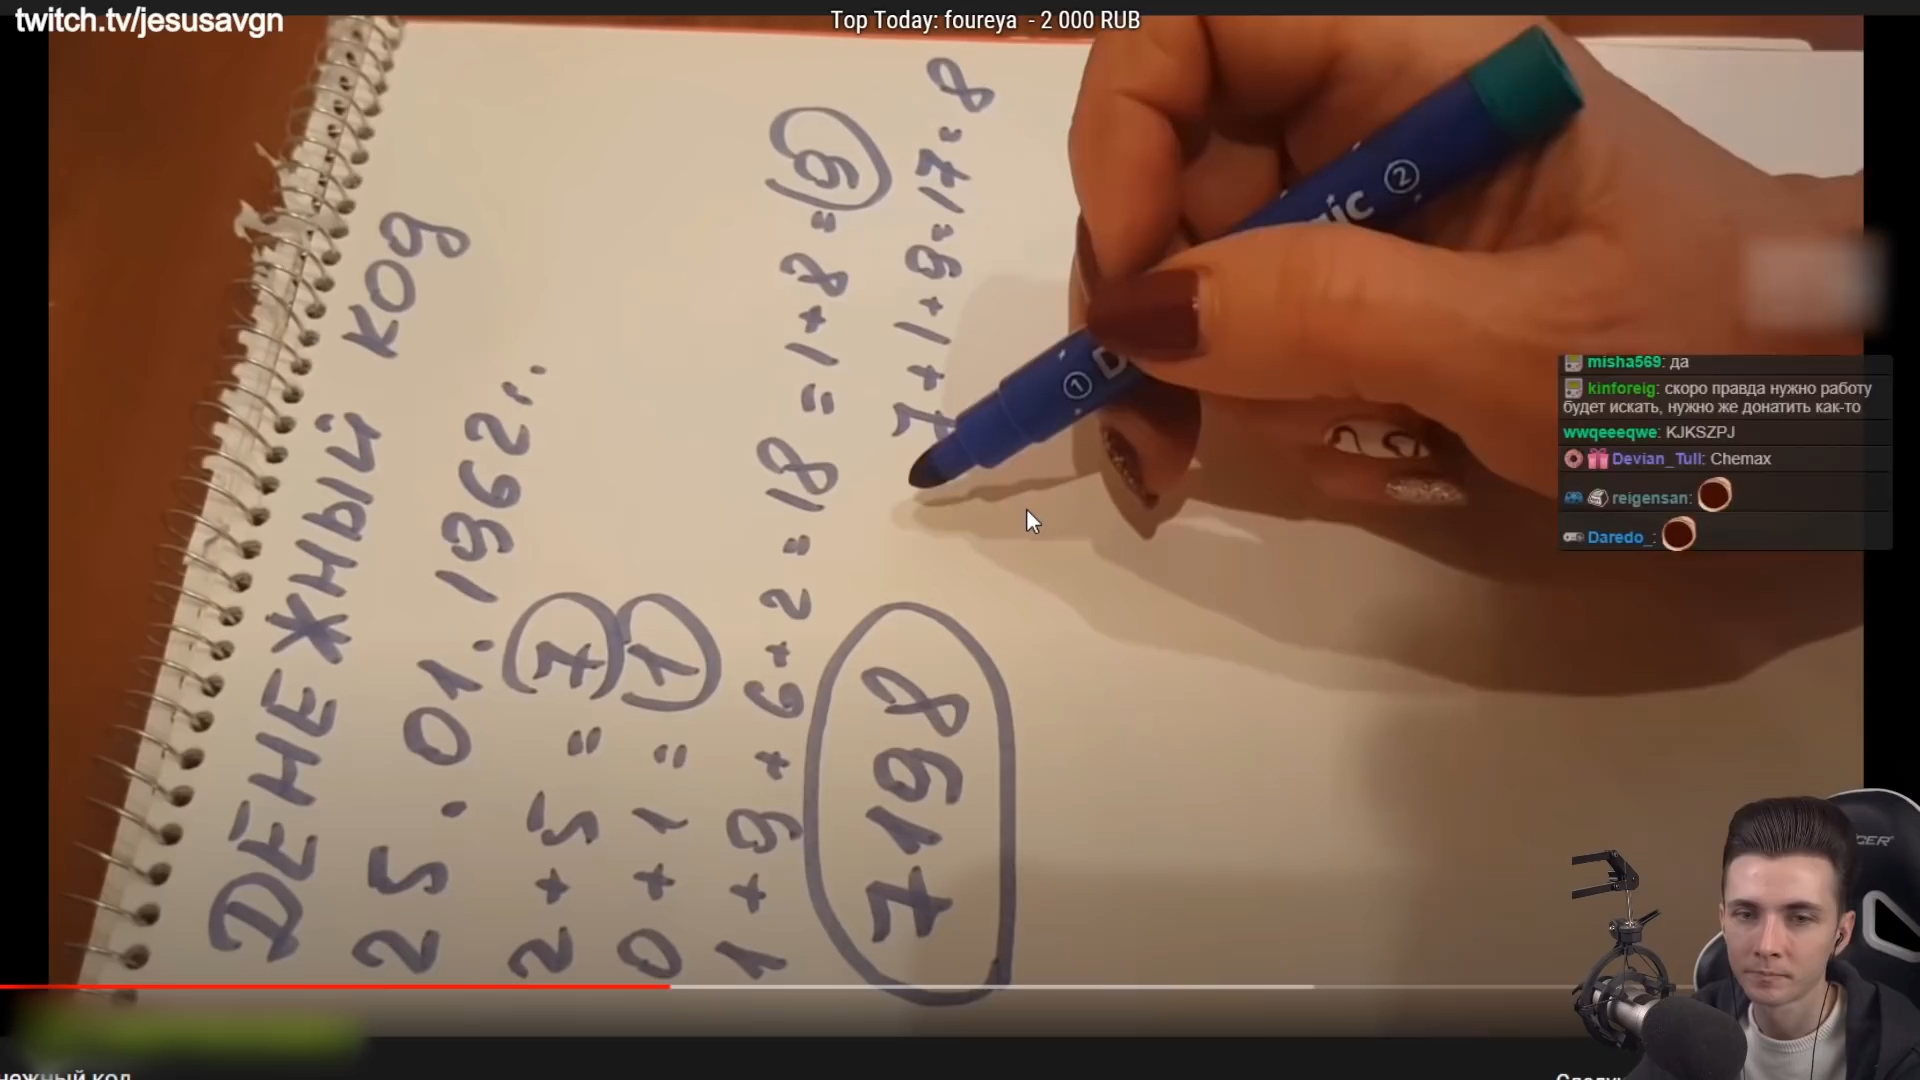 twitch.tv/jesusavgn
Top Today: foureya - 2 000 RUB
ДЕНЕЖНЫЙ КОД
25.01.1962г.
2+5=7
0+1=1
1+9+6+2=18=1+8=9
7+1+9=17=8
7198
1
2
misha569: да
kinforeig: скоро правда нужно работу
будет искать, нужно же донатить как-то
wwqeeeqwe: KJKSZPJ
Devian_Tull: Chemax
reigensan:
Daredo_: